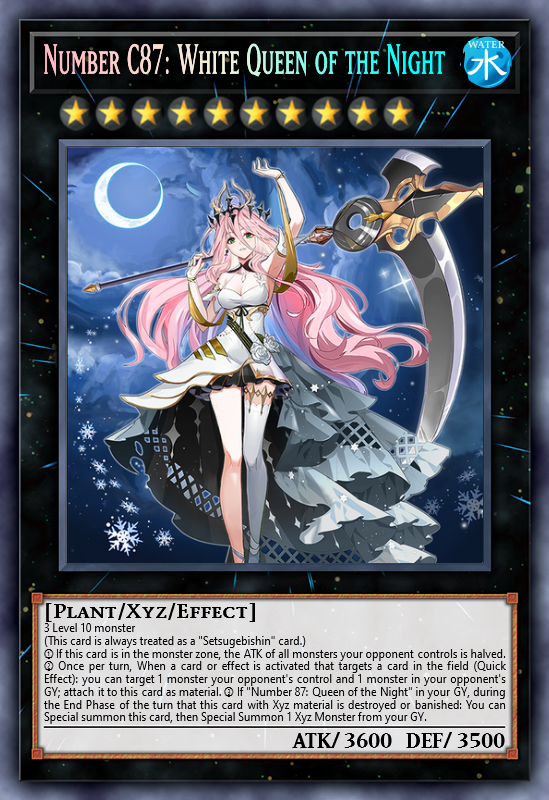 Number C87: White Queen of the Night
WATER
水
[Plant/Xyz/Effect]
3 Level 10 monster
(This card is always treated as a "Setsugebishin" card.)
① If this card is in the monster zone, the ATK of all monsters your opponent controls is halved.
② Once per turn, When a card or effect is activated that targets a card in the field (Quick
Effect): you can target 1 monster your opponent's control and 1 monster in your opponent's
GY; attach it to this card as material. ② If "Number 87: Queen of the Night" in your GY, during
the End Phase of the turn that this card with Xyz material is destroyed or banished: You can
Special summon this card, then Special Summon 1 Xyz Monster from your GY.
ATK/ 3600 DEF/ 3500